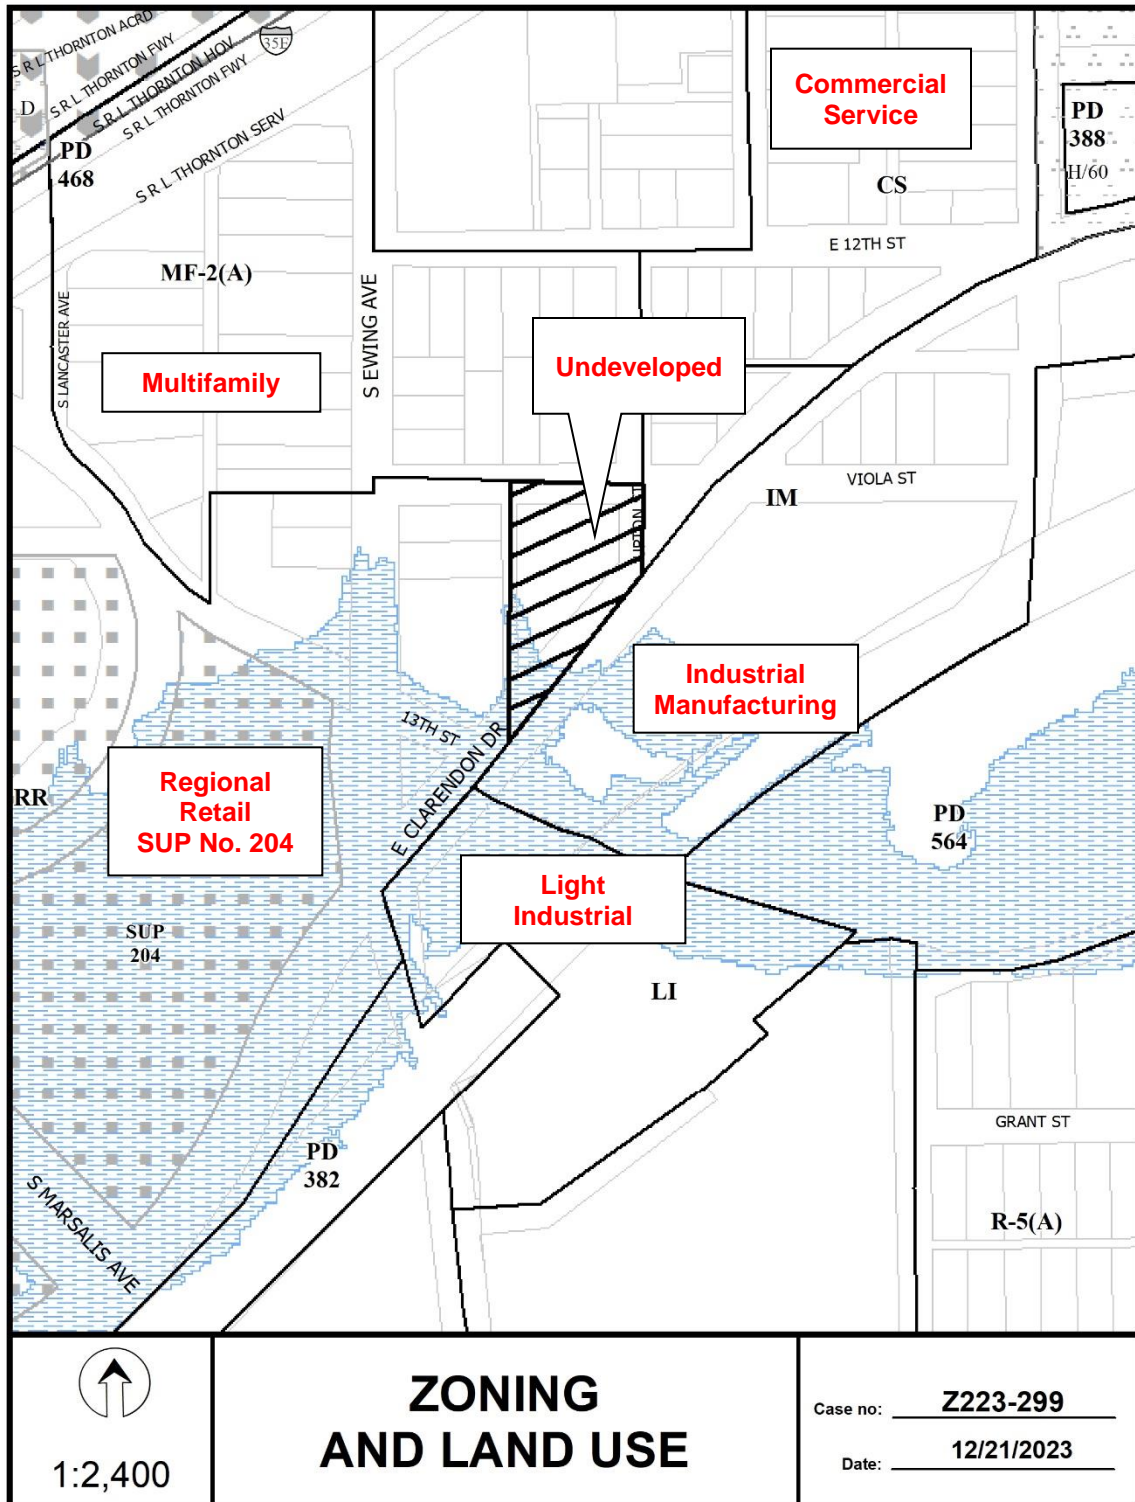 S R L THORNTON ACRD
S R L THORNTON FWY
S R L THORNTON HOV
S R L THORNTON FWY
S R L THORNTON SERV
35E
D
PD
468
Commercial
Service
CS
PD
388
H/60
E 12TH ST
MF-2(A)
S LANCASTER AVE
S EWING AVE
Multifamily
Undeveloped
VIOLA ST
IM
13TH ST
E CLARENDON DR
Industrial
Manufacturing
RR
Regional
Retail
SUP No. 204
PD
564
Light
Industrial
SUP
204
LI
GRANT ST
PD
382
S MARSALIS AVE
R-5(A)
1:2,400
ZONING
AND LAND USE
Case no: Z223-299
Date: 12/21/2023